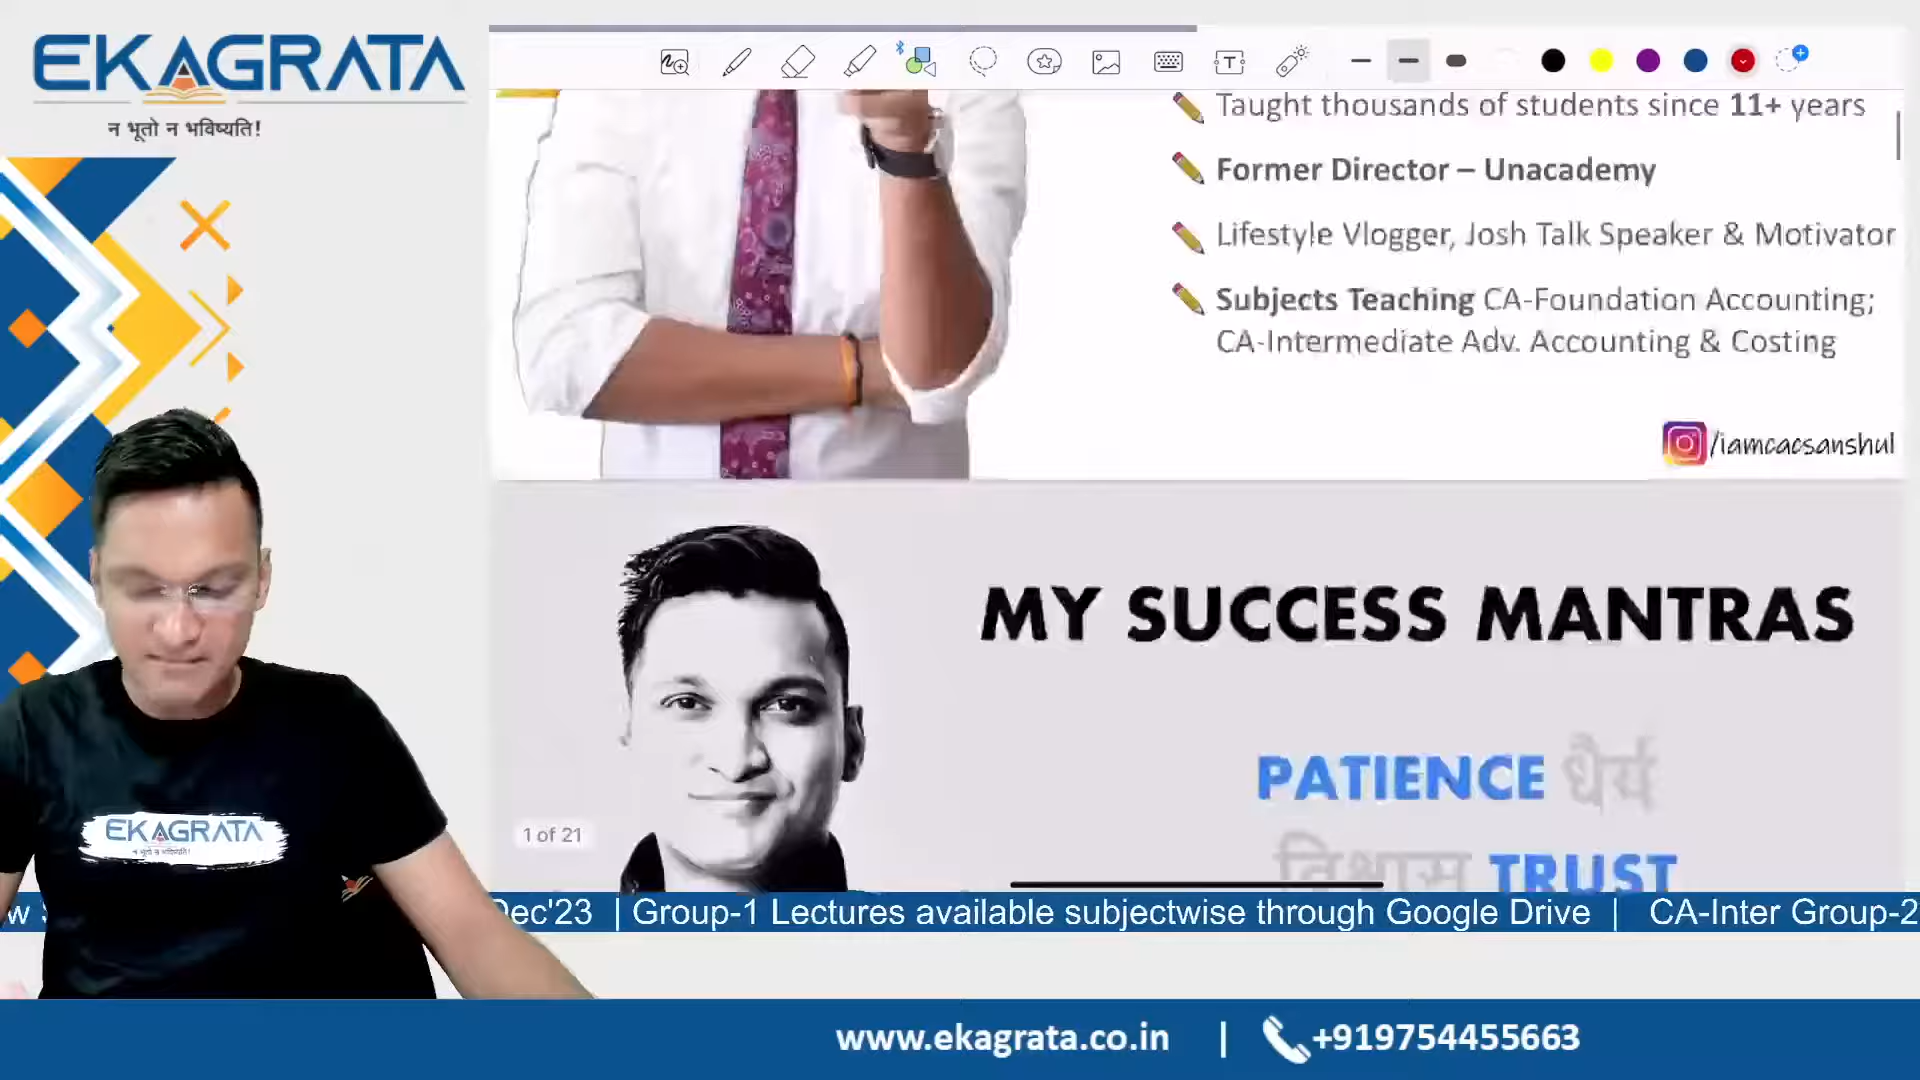 EKAGRATA
न भूतो न भविष्यति!
Taught thousands of students since 11+ years
Former Director – Unacademy
Lifestyle Vlogger, Josh Talk Speaker & Motivator
Subjects Teaching CA-Foundation Accounting;
CA-Intermediate Adv. Accounting & Costing
/iamcacsanshul
MY SUCCESS MANTRAS
PATIENCE धैर्य
विश्वास TRUST
1 of 21
EKAGRATA
न भूतो न भविष्यति!
Dec'23 | Group-1 Lectures available subjectwise through Google Drive | CA-Inter Group-2
www.ekagrata.co.in | +919754455663